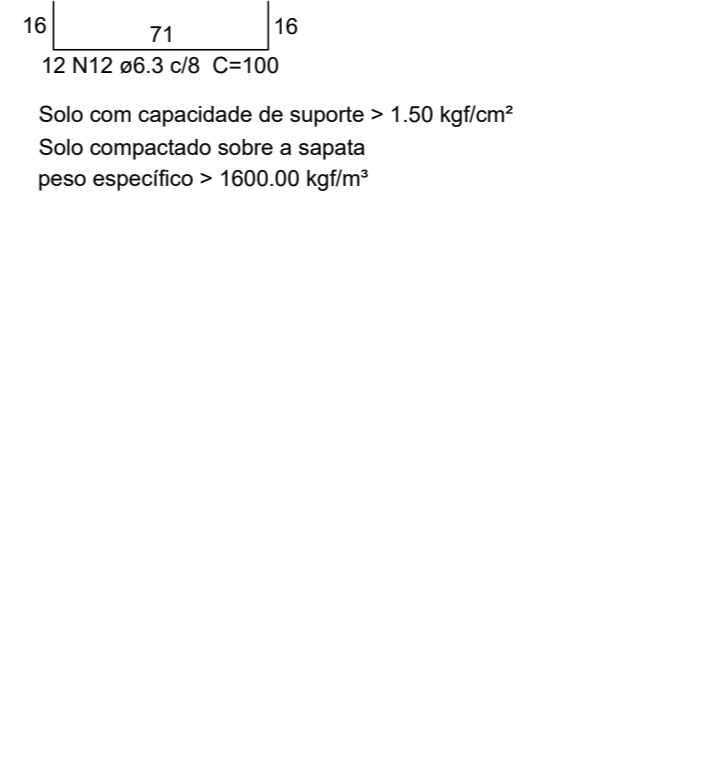 16 71 16
12 N12 ø6.3 c/8 C=100
Solo com capacidade de suporte > 1.50 kgf/cm²
Solo compactado sobre a sapata
peso específico > 1600.00 kgf/m³